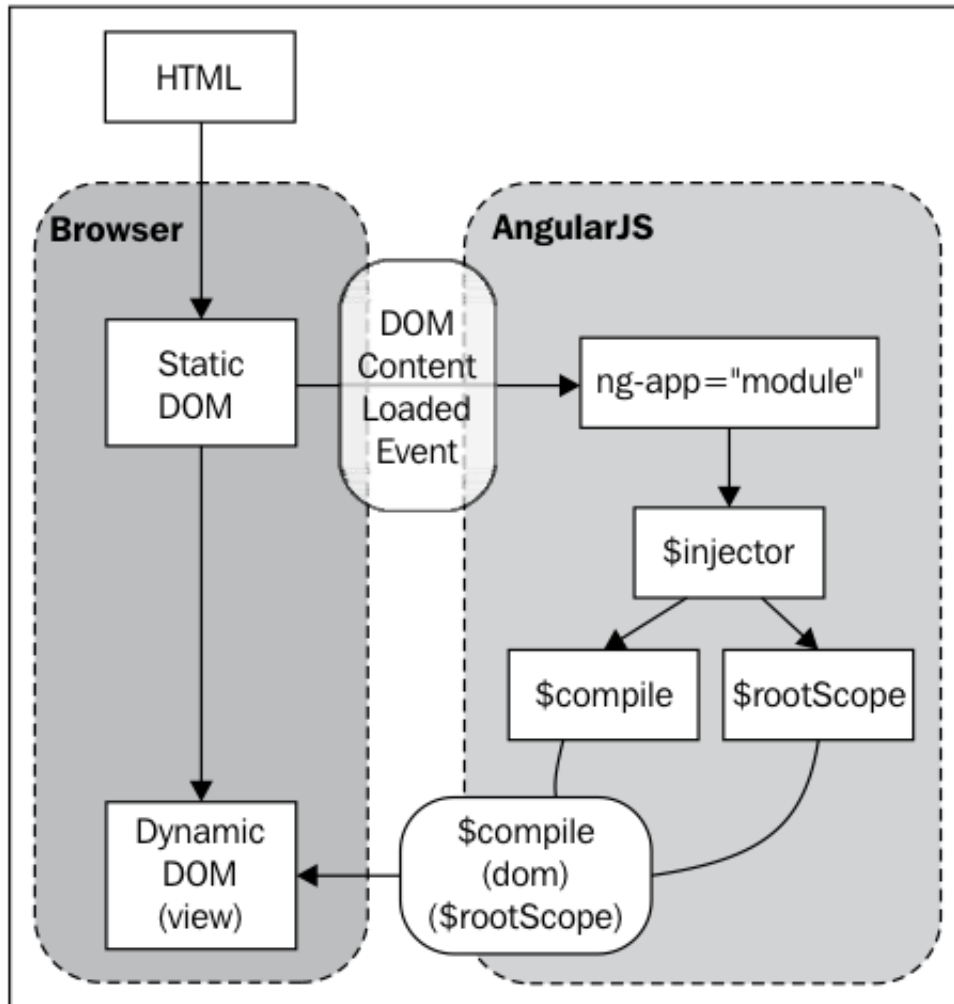 HTML
Browser
AngularJS
Static
DOM
DOM
Content
Loaded
Event
ng-app="module"
$injector
$compile
$rootScope
Dynamic
DOM
(view)
$compile
(dom)
($rootScope)